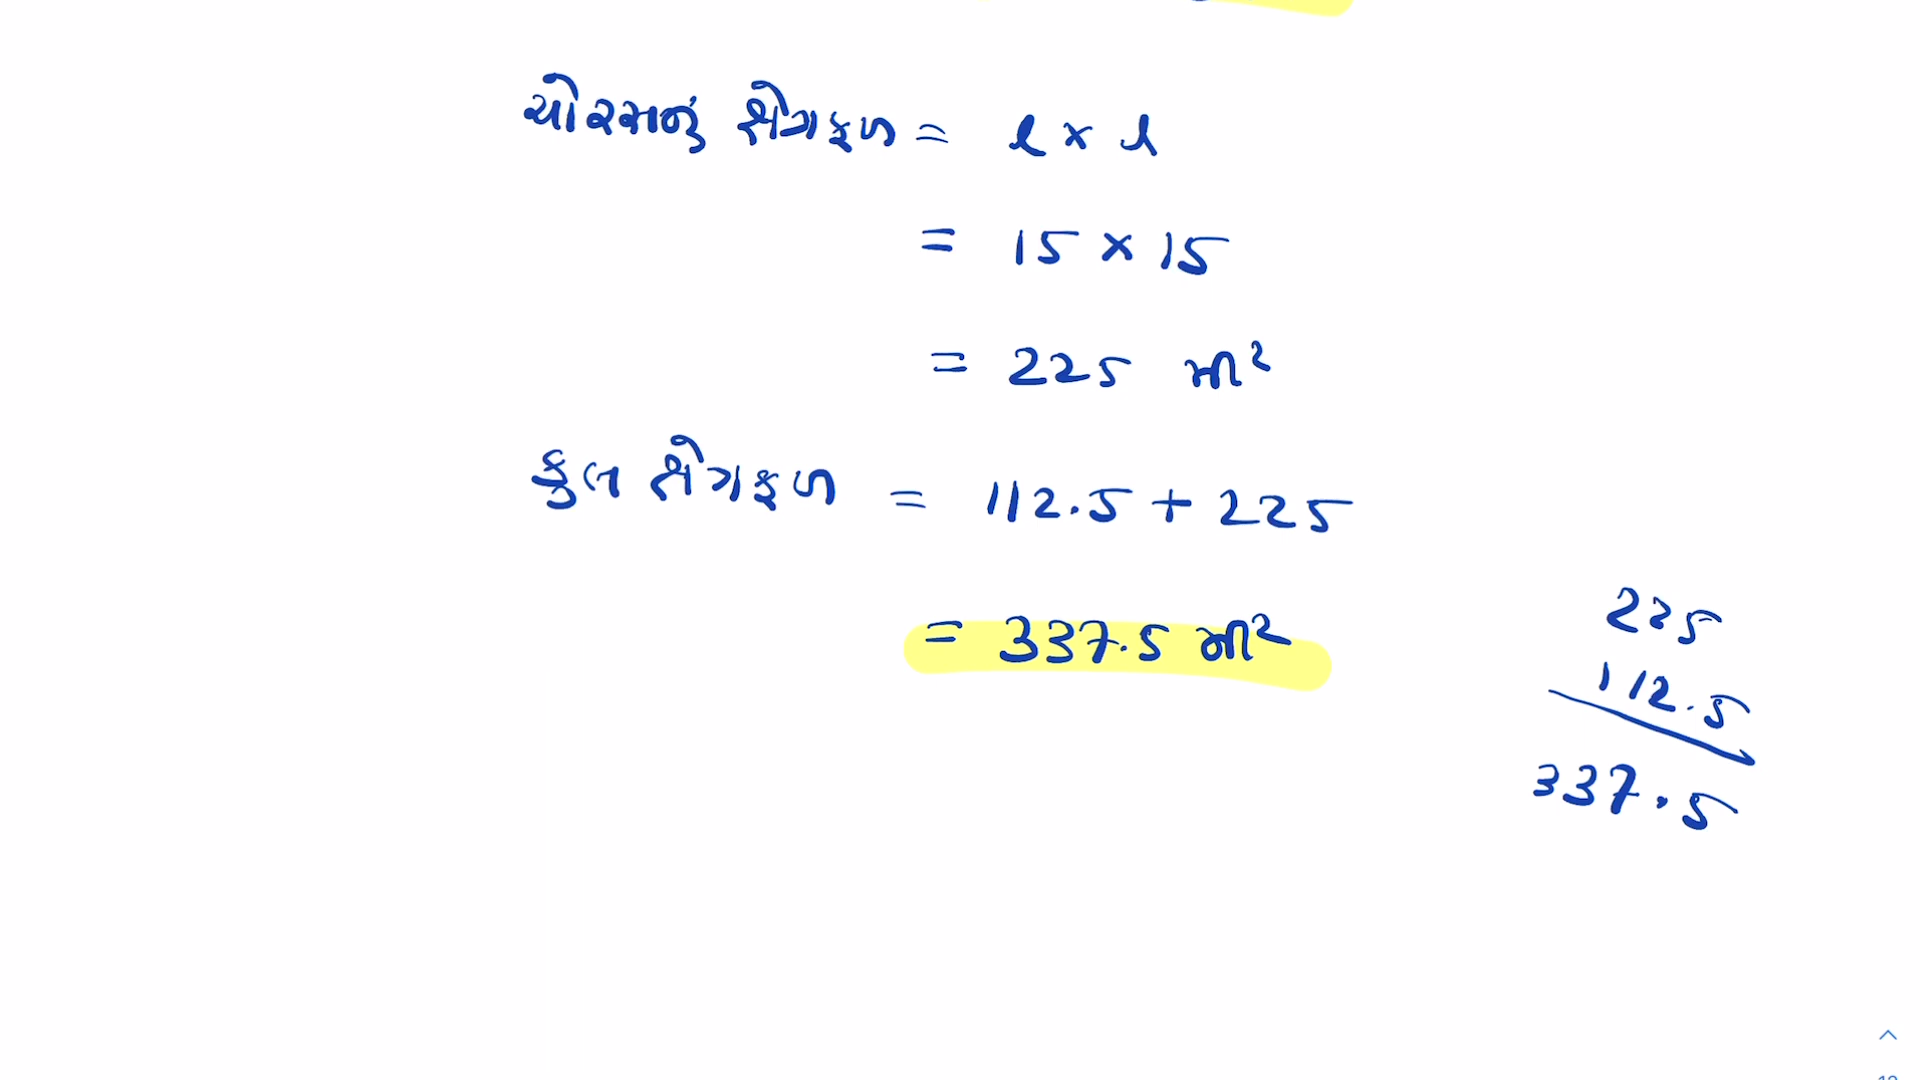 ચોરસનું ક્ષેત્રફળ = l × l
= 15 × 15
= 225 મી²
કુલ ક્ષેત્રફળ = 112.5 + 225
= 337.5 મી²
225
112.5
337.5